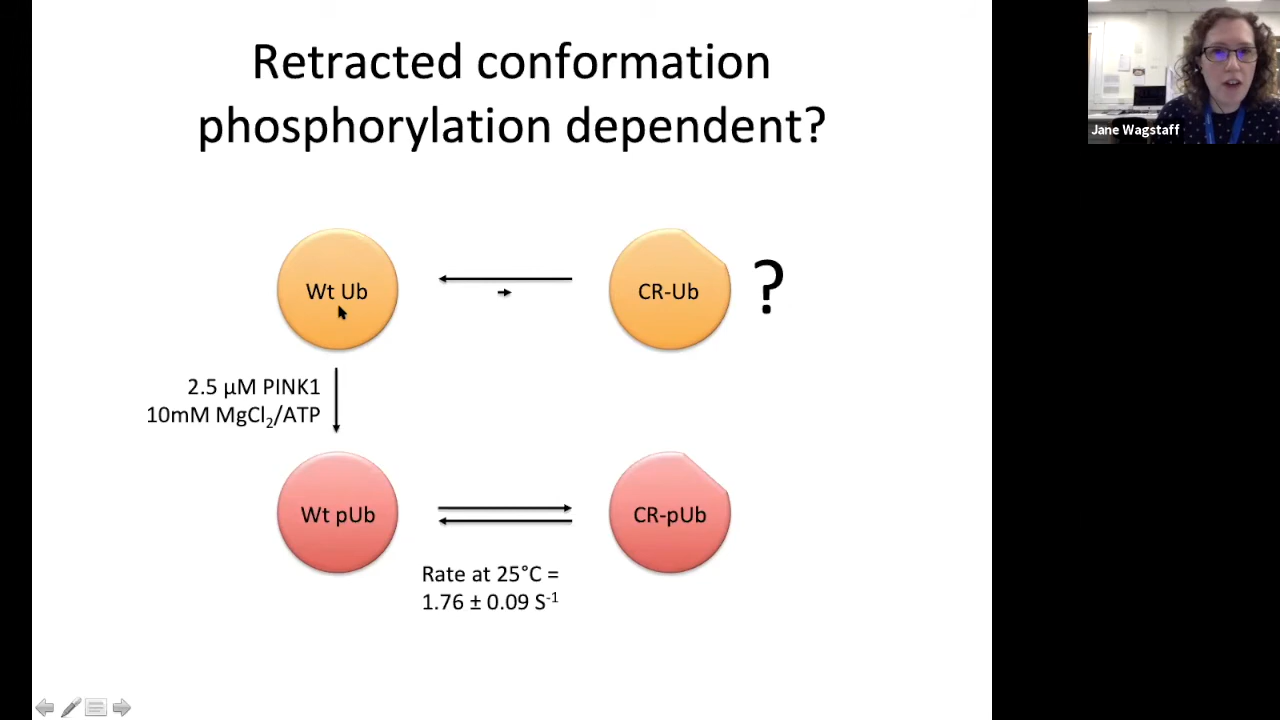 Retracted conformation
phosphorylation dependent?
Jane Wagstaff
Wt Ub
CR-Ub
?
2.5 µM PINK1
10mM MgCl₂/ATP
Wt pUb
CR-pUb
Rate at 25°C =
1.76 ± 0.09 S⁻¹